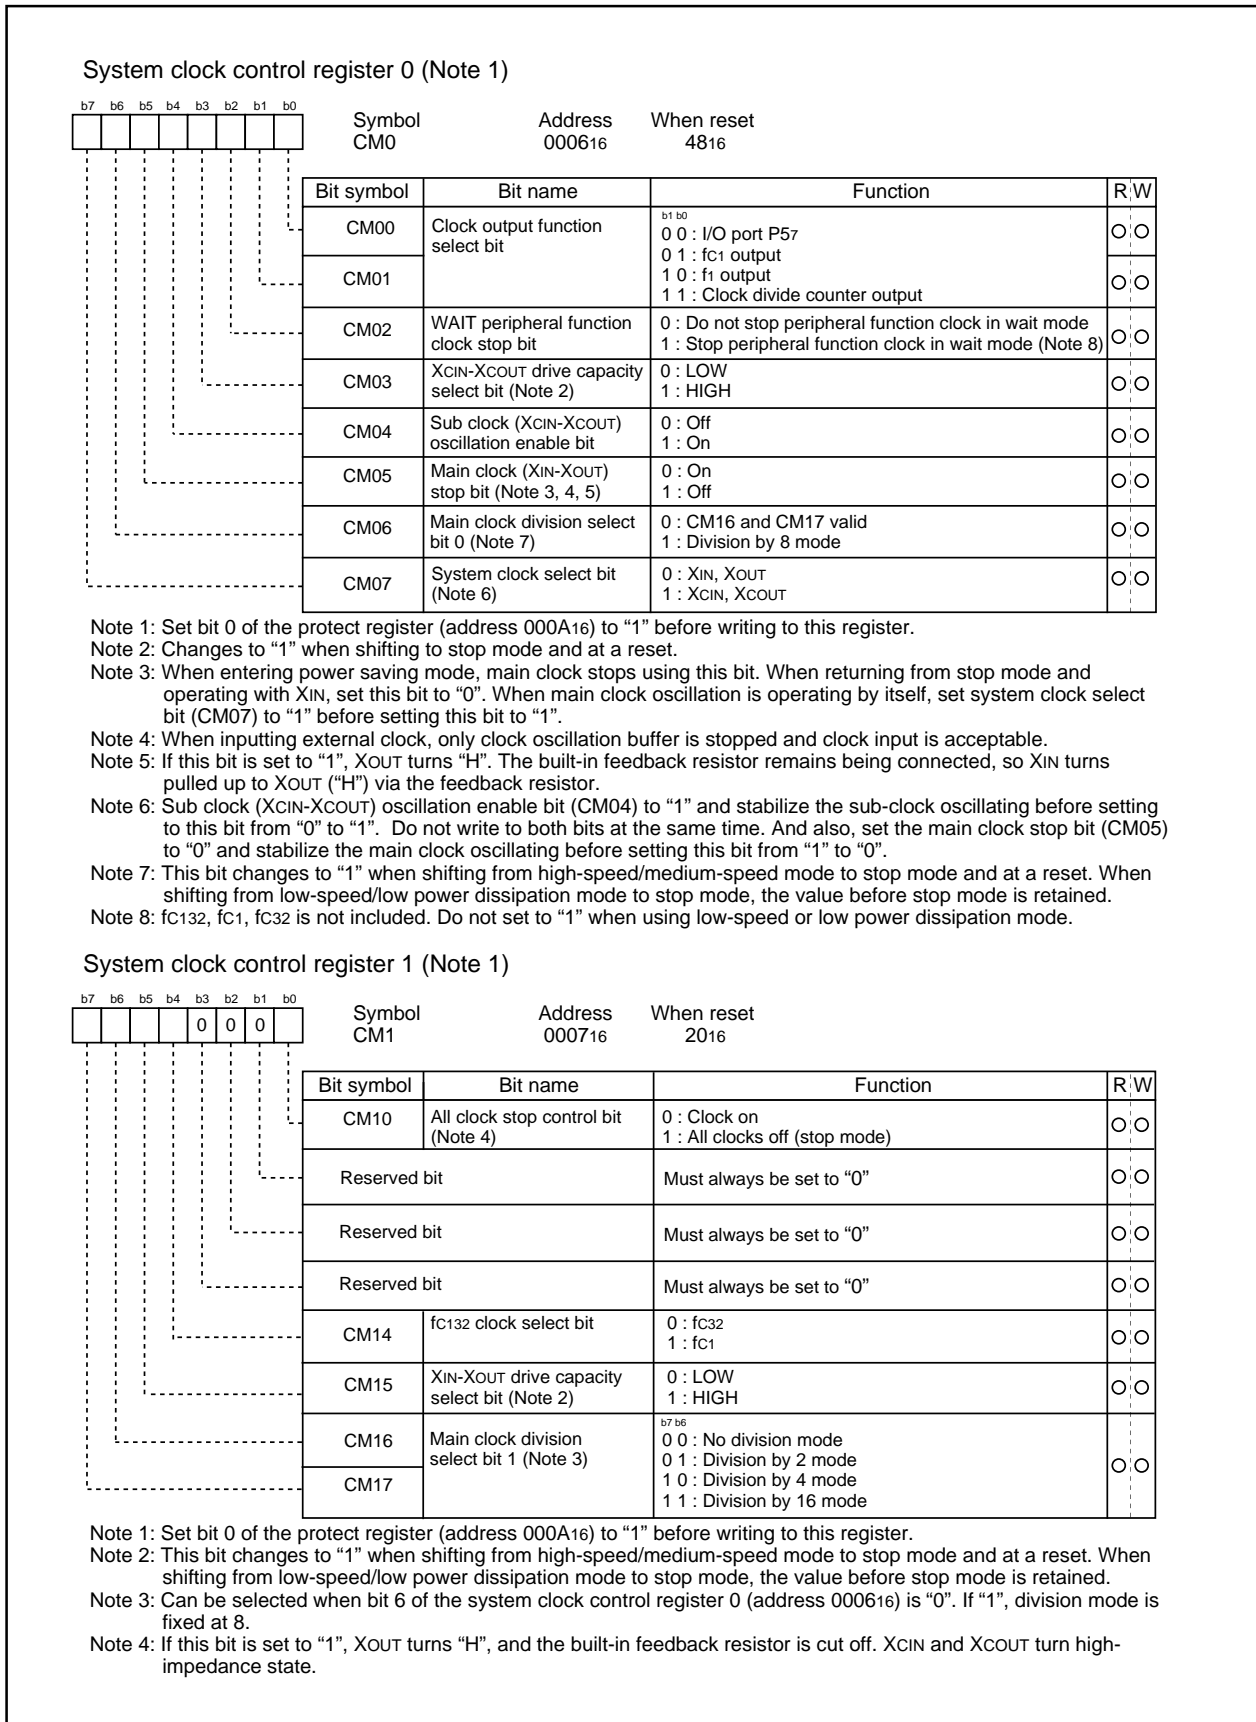 System clock control register 0 (Note 1)
b7 b6 b5 b4 b3 b2 b1 b0
Symbol Address When reset
CM0 000616 4816
Bit symbol Bit name Function R W
CM00 Clock output function select bit
b1 b0
0 0 : I/O port P57
0 1 : fC1 output
CM01 1 0 : f1 output
1 1 : Clock divide counter output
CM02 WAIT peripheral function 0 : Do not stop peripheral function clock in wait mode
clock stop bit 1 : Stop peripheral function clock in wait mode (Note 8)
CM03 XCIN-XCOUT drive capacity 0 : LOW
select bit (Note 2) 1 : HIGH
CM04 Sub clock (XCIN-XCOUT) 0 : Off
oscillation enable bit 1 : On
CM05 Main clock (XIN-XOUT) 0 : On
stop bit (Note 3, 4, 5) 1 : Off
CM06 Main clock division select 0 : CM16 and CM17 valid
bit 0 (Note 7) 1 : Division by 8 mode
CM07 System clock select bit 0 : XIN, XOUT
(Note 6) 1 : XCIN, XCOUT
Note 1: Set bit 0 of the protect register (address 000A16) to “1” before writing to this register.
Note 2: Changes to “1” when shifting to stop mode and at a reset.
Note 3: When entering power saving mode, main clock stops using this bit. When returning from stop mode and
operating with XIN, set this bit to “0”. When main clock oscillation is operating by itself, set system clock select
bit (CM07) to “1” before setting this bit to “1”.
Note 4: When inputting external clock, only clock oscillation buffer is stopped and clock input is acceptable.
Note 5: If this bit is set to “1”, XOUT turns “H”. The built-in feedback resistor remains being connected, so XIN turns
pulled up to XOUT (“H”) via the feedback resistor.
Note 6: Sub clock (XCIN-XCOUT) oscillation enable bit (CM04) to “1” and stabilize the sub-clock oscillating before setting
to this bit from “0” to “1”. Do not write to both bits at the same time. And also, set the main clock stop bit (CM05)
to “0” and stabilize the main clock oscillating before setting this bit from “1” to “0”.
Note 7: This bit changes to “1” when shifting from high-speed/medium-speed mode to stop mode and at a reset. When
shifting from low-speed/low power dissipation mode to stop mode, the value before stop mode is retained.
Note 8: fC132, fC1, fC32 is not included. Do not set to “1” when using low-speed or low power dissipation mode.
System clock control register 1 (Note 1)
b7 b6 b5 b4 b3 b2 b1 b0
0 0 0
Symbol Address When reset
CM1 000716 2016
Bit symbol Bit name Function R W
CM10 All clock stop control bit 0 : Clock on
(Note 4) 1 : All clocks off (stop mode)
Reserved bit Must always be set to “0”
Reserved bit Must always be set to “0”
Reserved bit Must always be set to “0”
CM14 fC132 clock select bit 0 : fC32
1 : fC1
CM15 XIN-XOUT drive capacity 0 : LOW
select bit (Note 2) 1 : HIGH
b7 b6
CM16 Main clock division 0 0 : No division mode
select bit 1 (Note 3) 0 1 : Division by 2 mode
CM17 1 0 : Division by 4 mode
1 1 : Division by 16 mode
Note 1: Set bit 0 of the protect register (address 000A16) to “1” before writing to this register.
Note 2: This bit changes to “1” when shifting from high-speed/medium-speed mode to stop mode and at a reset. When
shifting from low-speed/low power dissipation mode to stop mode, the value before stop mode is retained.
Note 3: Can be selected when bit 6 of the system clock control register 0 (address 000616) is “0”. If “1”, division mode is
fixed at 8.
Note 4: If this bit is set to “1”, XOUT turns “H”, and the built-in feedback resistor is cut off. XCIN and XCOUT turn high-
impedance state.